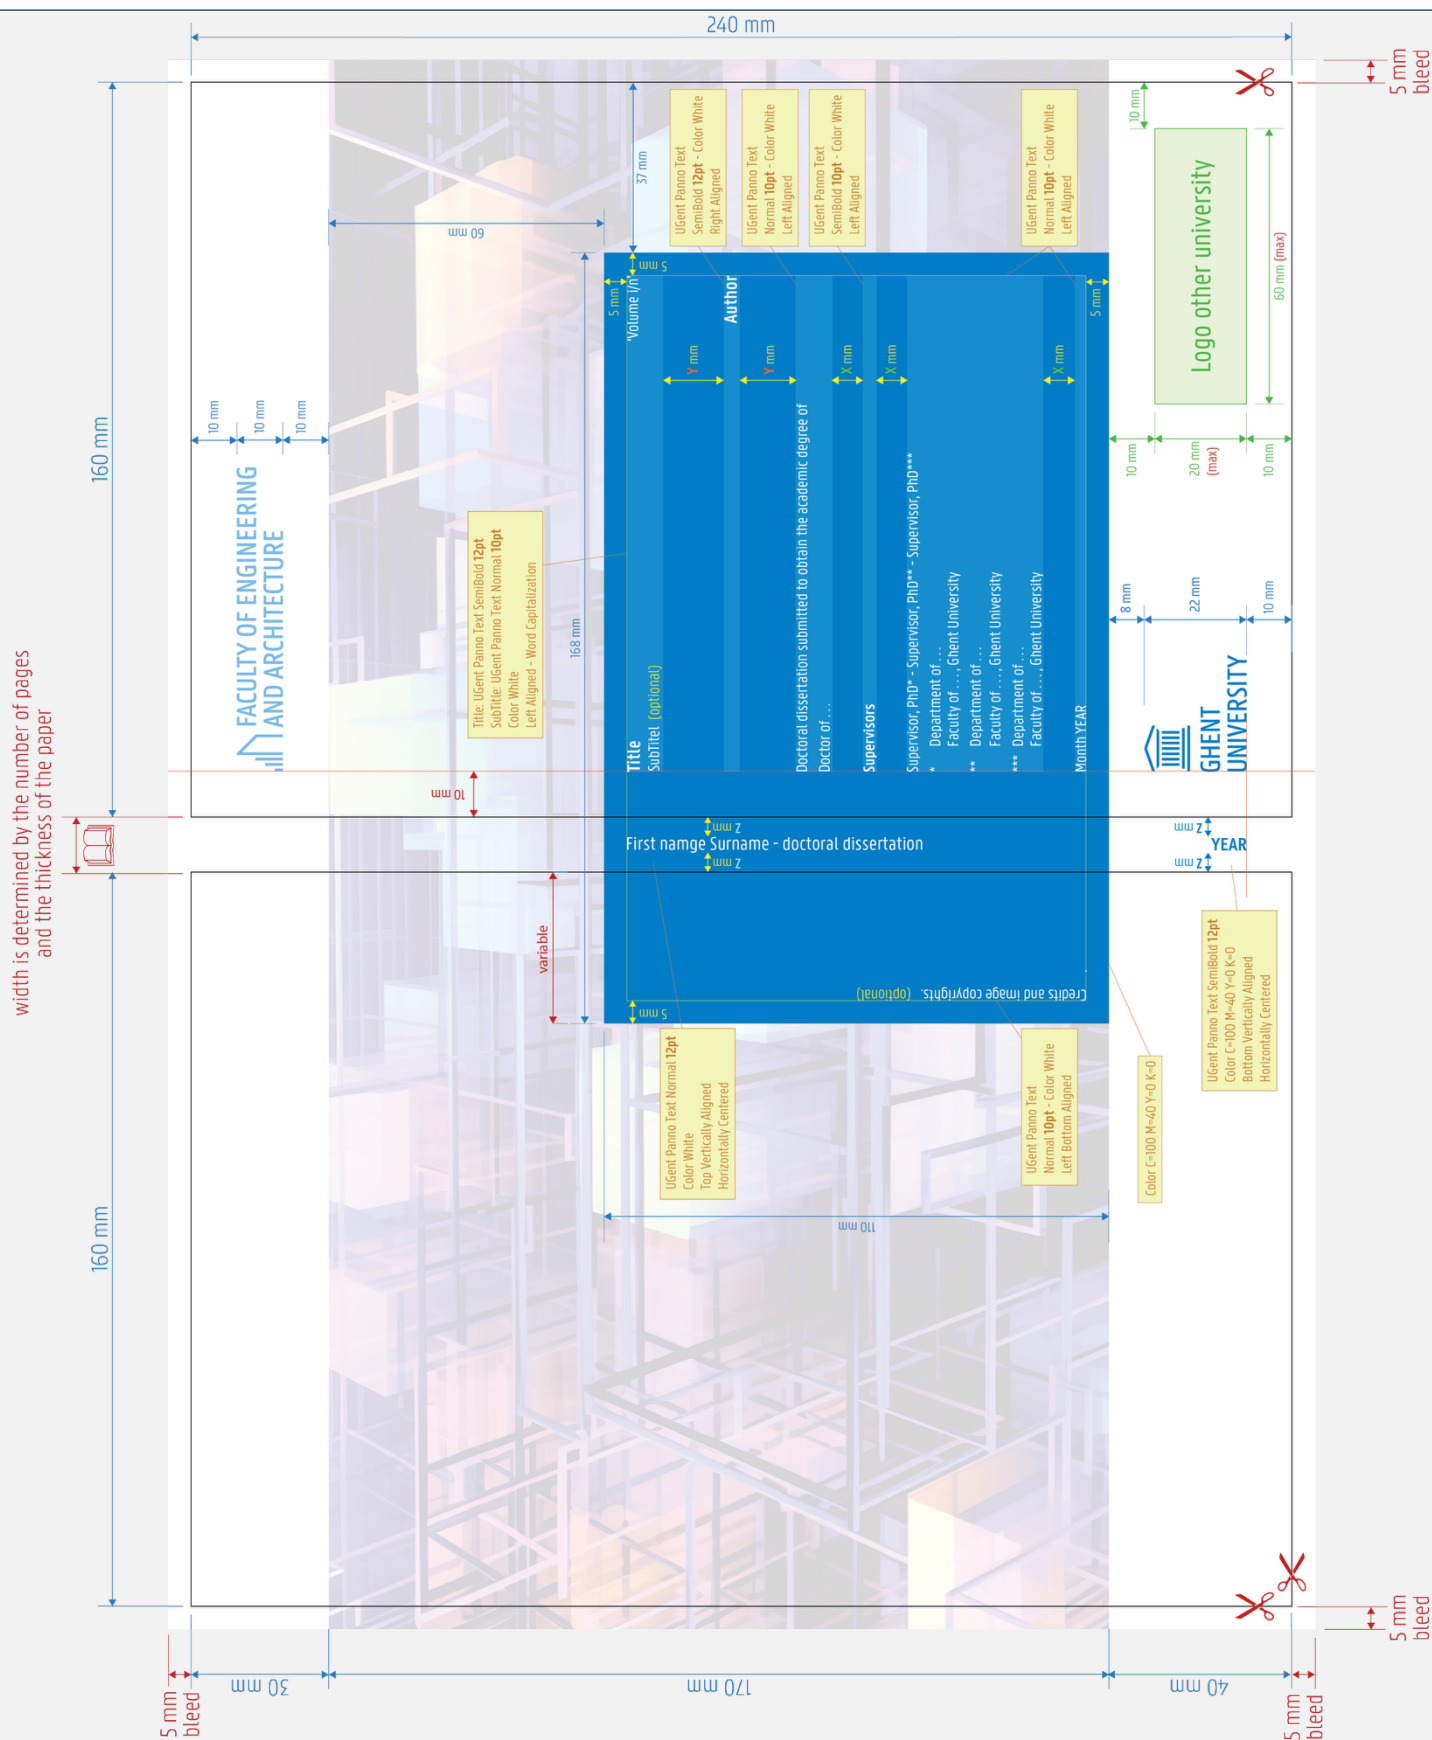 240 mm
5 mm
bleed
160 mm
10 mm
10 mm
10 mm
FACULTY OF ENGINEERING
AND ARCHITECTURE
60 mm
37 mm
168 mm
UGent Panno Text
SemiBold 12pt - Color White
Right Aligned
UGent Panno Text
Normal 10pt - Color White
Left Aligned
UGent Panno Text
SemiBold 10pt - Color White
Left Aligned
UGent Panno Text
Normal 10pt - Color White
Left Aligned
Title: UGent Panno Text SemiBold 12pt
SubTitle: UGent Panno Text Normal 10pt
Color White
Left Aligned - Word Capitalization
5 mm
5 mm
5 mm
'Volume i/n'
Title
SubTitel (optional)
Y mm
Author
Y mm
Doctoral dissertation submitted to obtain the academic degree of
Doctor of ...
X mm
Supervisors
X mm
Supervisor, PhD* - Supervisor, PhD** - Supervisor, PhD***
* Department of ...
Faculty of ..., Ghent University
** Department of ...
Faculty of ..., Ghent University
*** Department of ...
Faculty of ..., Ghent University
X mm
Month YEAR
10 mm
Logo other university
60 mm (max)
10 mm
20 mm
(max)
10 mm
8 mm
22 mm
10 mm
GHENT
UNIVERSITY
10 mm
width is determined by the number of pages
and the thickness of the paper
Z mm
First namge Surname - doctoral dissertation
Z mm
Z mm
YEAR
Z mm
variable
Credits and image copyrights. (optional)
5 mm
UGent Panno Text Normal 12pt
Color White
Top Vertically Aligned
Horizontally Centered
UGent Panno Text
Normal 10pt - Color White
Left Bottom Aligned
Color C=100 M=40 Y=0 K=0
UGent Panno Text SemiBold 12pt
Color C=100 M=40 Y=0 K=0
Bottom Vertically Aligned
Horizontally Centered
110 mm
160 mm
5 mm
bleed
5 mm
bleed
30 mm
170 mm
40 mm
5 mm
bleed